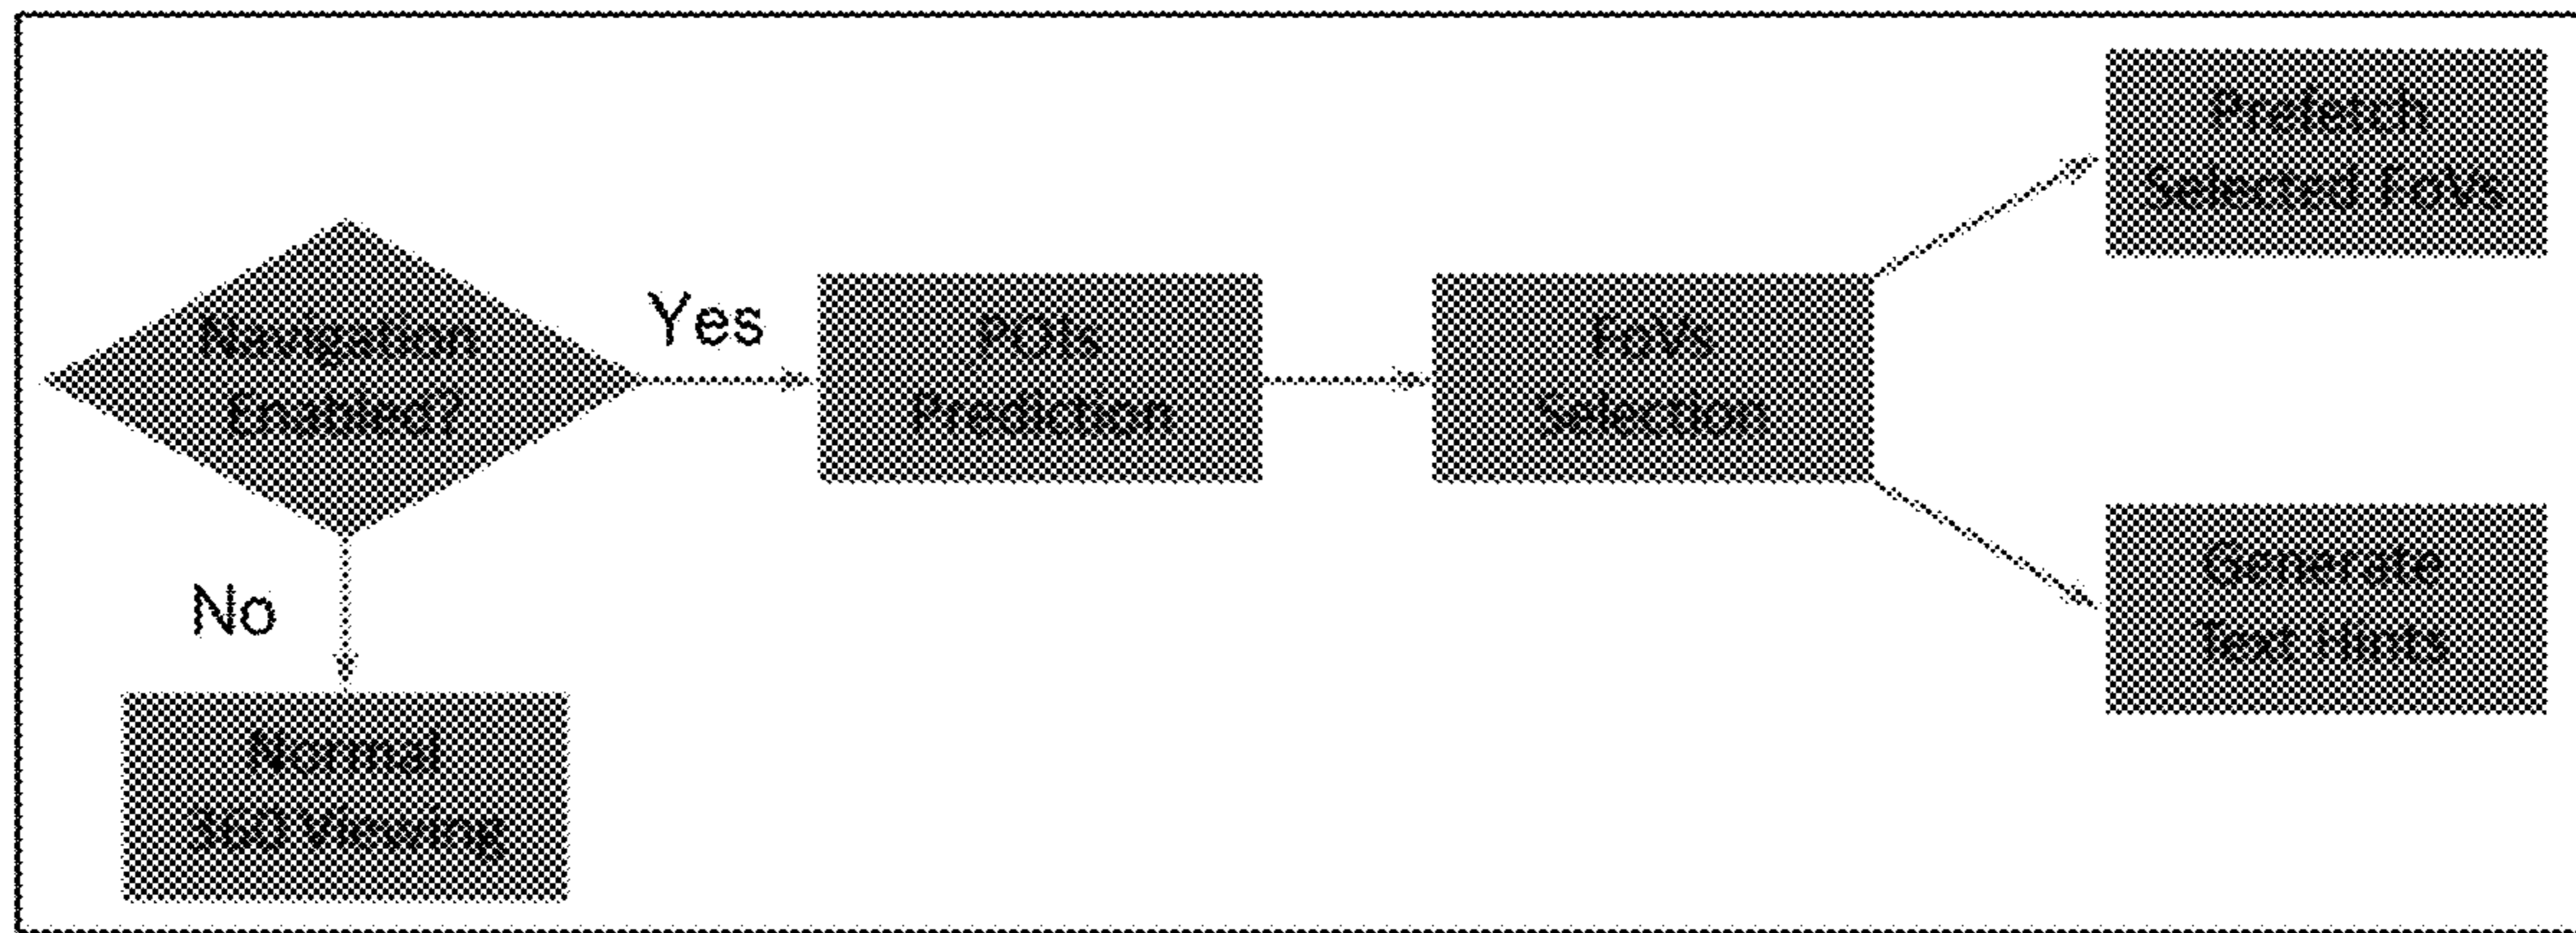 Navigation
Enabled?
Yes
POIs
Prediction
FoVs
Selection
Prefetch
Selected FoVs
Generate
Text Hints
No
Normal
360 Viewing